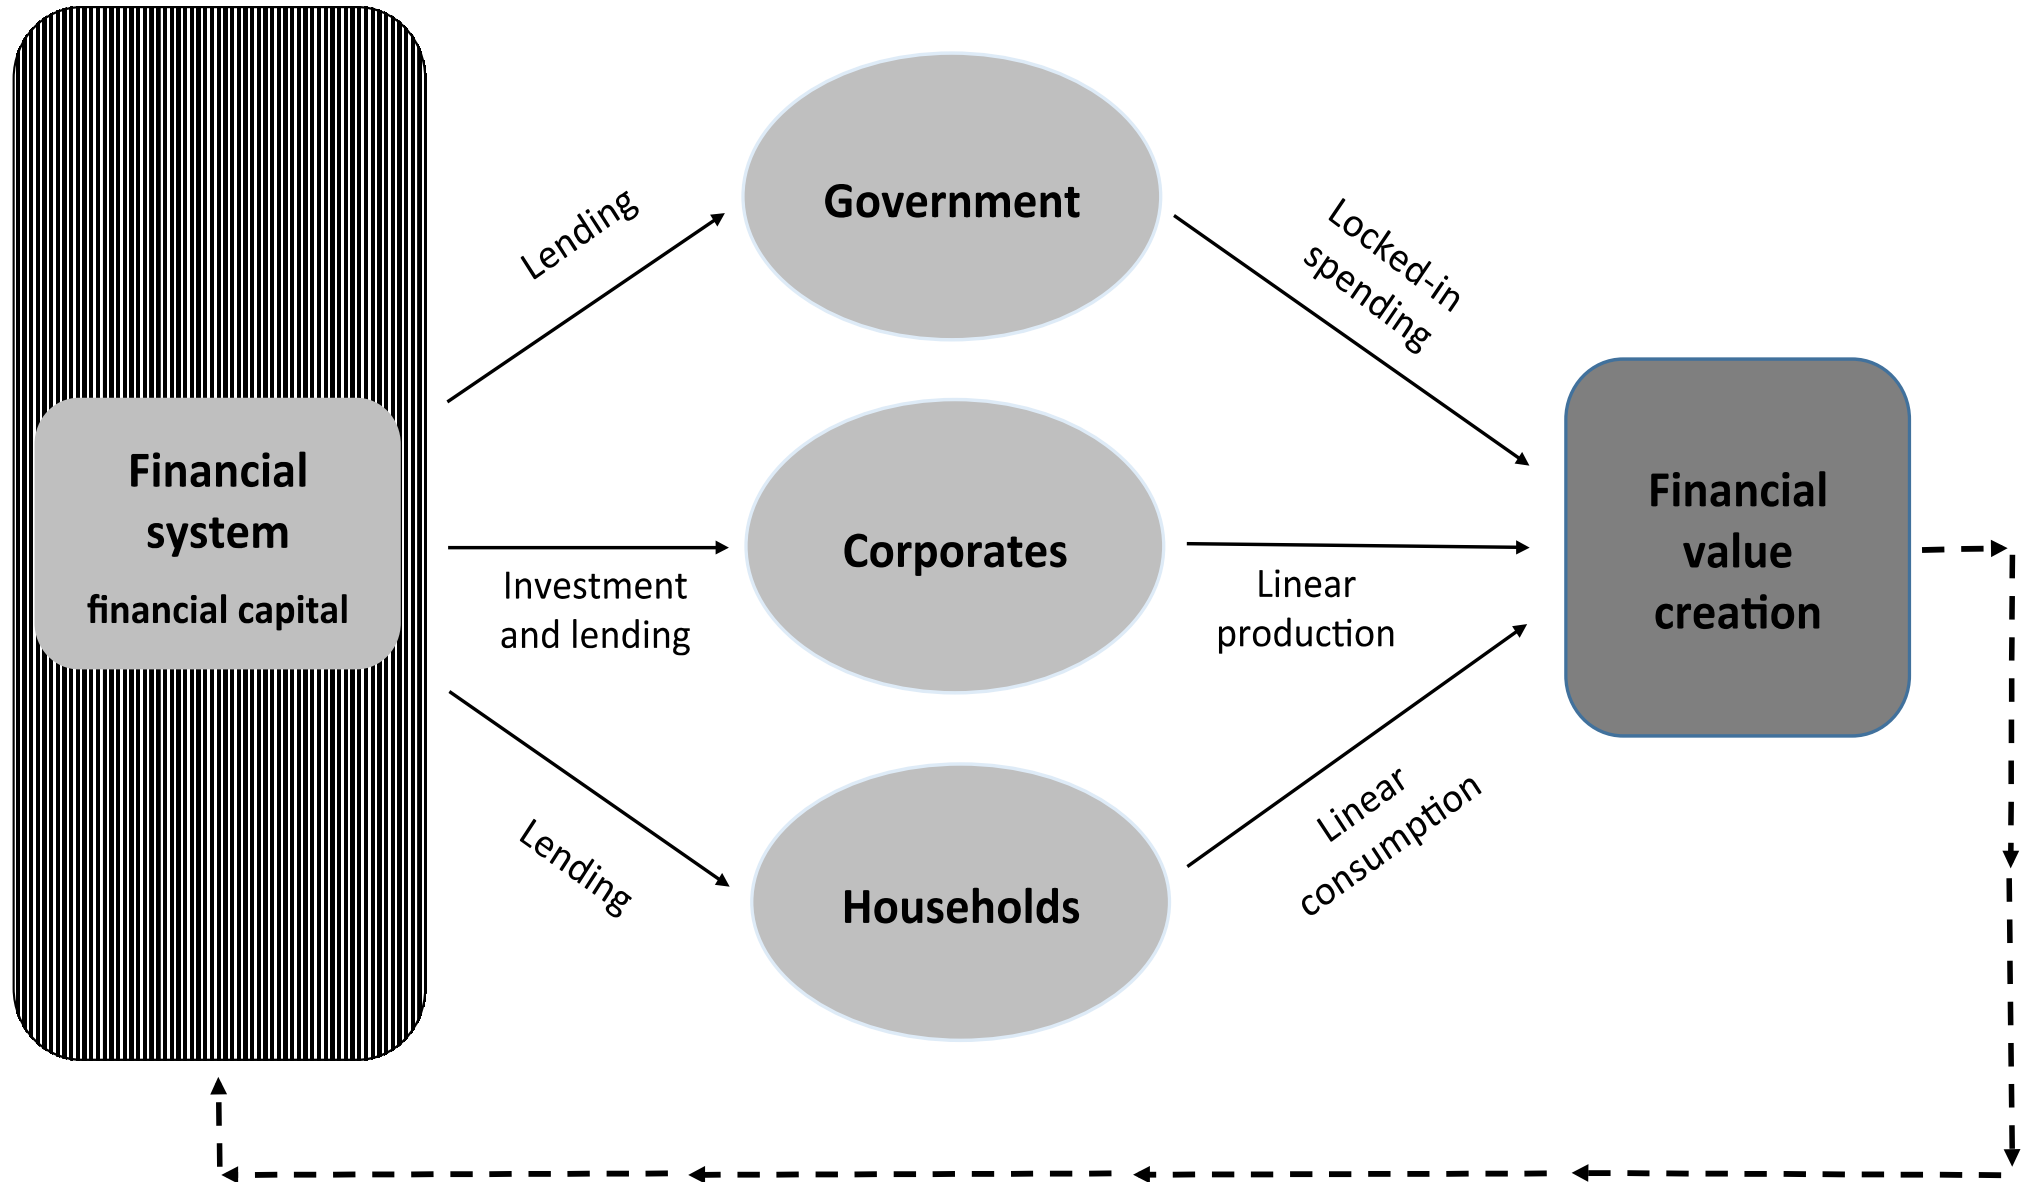 Financial
system
financial capital
Lending
Investment
and lending
Lending
Government
Corporates
Households
Locked-in
spending
Linear
production
Linear
consumption
Financial
value
creation